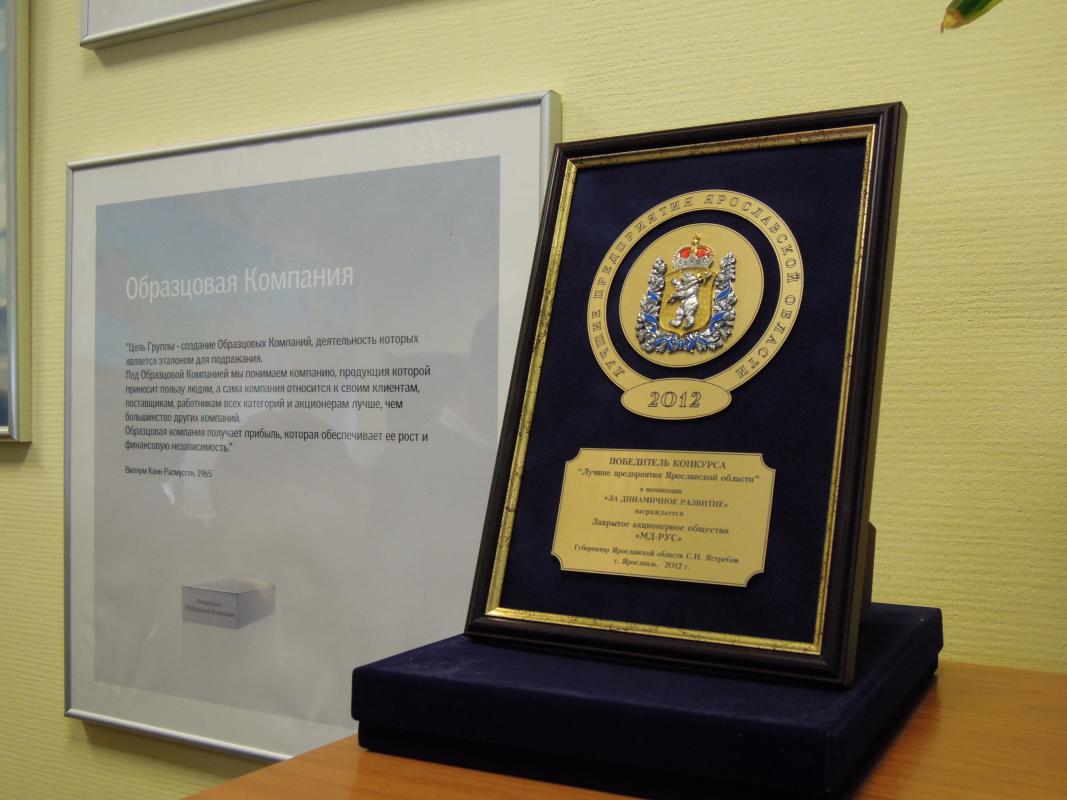 Образцовая Компания
"Цель Группы - создание Образцовых Компаний, деятельность которых
является эталоном для подражания.
Под Образцовой Компанией мы понимаем компанию, продукция которой
приносит пользу людям, а сама компания относится к своим клиентам,
поставщикам, работникам всех категорий и акционерам лучше, чем
большинство других компаний.
Образцовая компания получает прибыль, которая обеспечивает ее рост и
финансовую независимость."
Виллум Канн Расмуссен, 1965
Образцовой Компании
ЛУЧШИЕ ПРЕДПРИЯТИЯ ЯРОСЛАВСКОЙ ОБЛАСТИ
2012
ПОБЕДИТЕЛЬ КОНКУРСА
"Лучшие предприятия Ярославской области"
в номинации
«ЗА ДИНАМИЧНОЕ РАЗВИТИЕ»
награждается
Закрытое акционерное общество
«МД-РУС»
Губернатор Ярославской области С.Н. Ястребов
г. Ярославль, 2012 г.